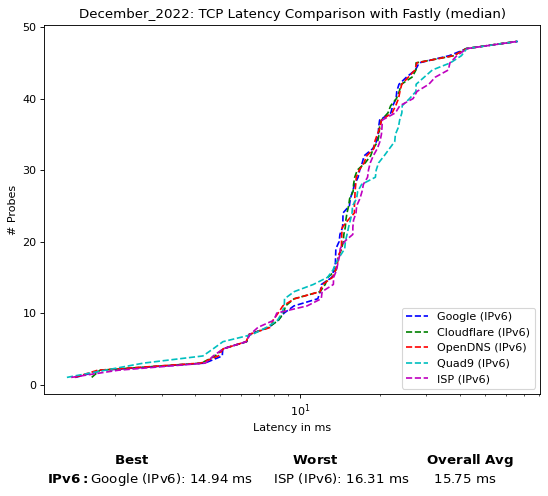 December_2022: TCP Latency Comparison with Fastly (median)
50
40
30
20
10
0
# Probes
Google (IPv6)
Cloudflare (IPv6)
OpenDNS (IPv6)
Quad9 (IPv6)
ISP (IPv6)
10¹
Latency in ms
Best Worst Overall Avg
IPv6: Google (IPv6): 14.94 ms ISP (IPv6): 16.31 ms 15.75 ms